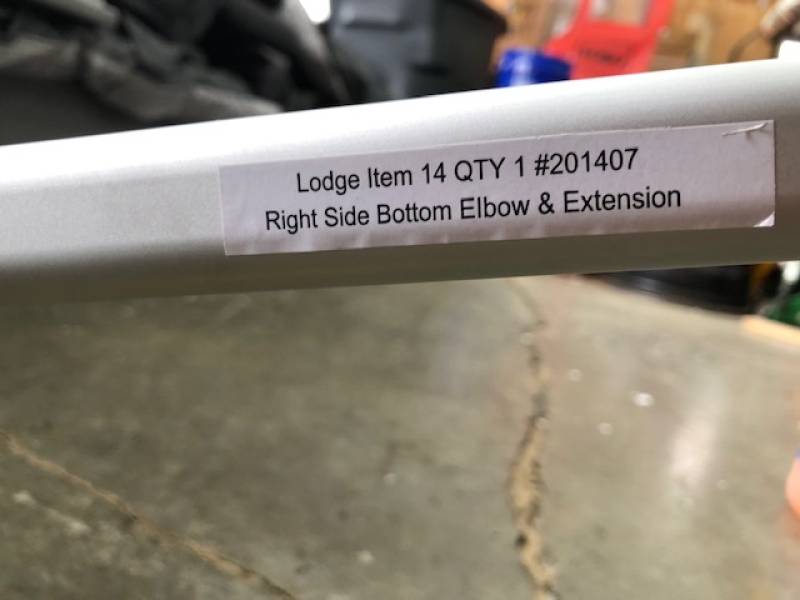 Lodge Item 14 QTY 1 #201407
Right Side Bottom Elbow & Extension